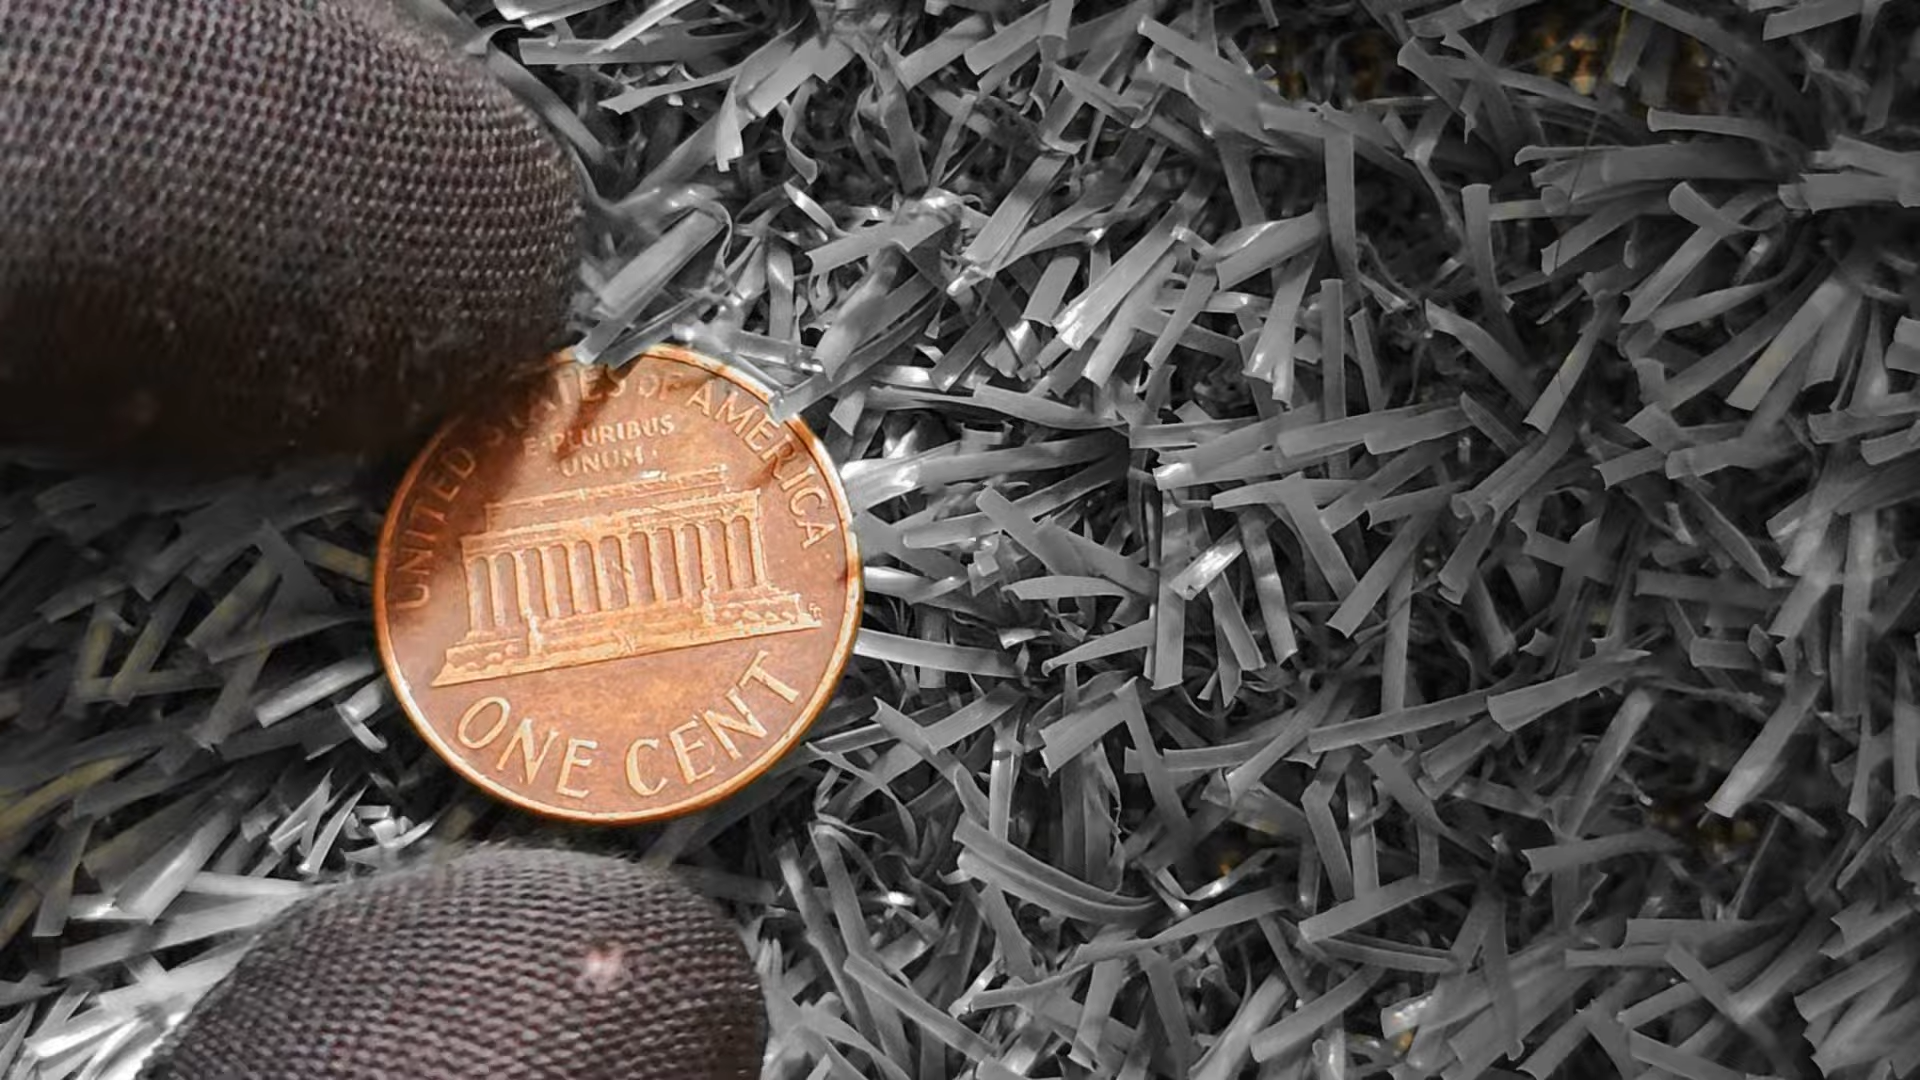 UNITED STATES OF AMERICA
E·PLURIBUS
UNUM·
ONE CENT